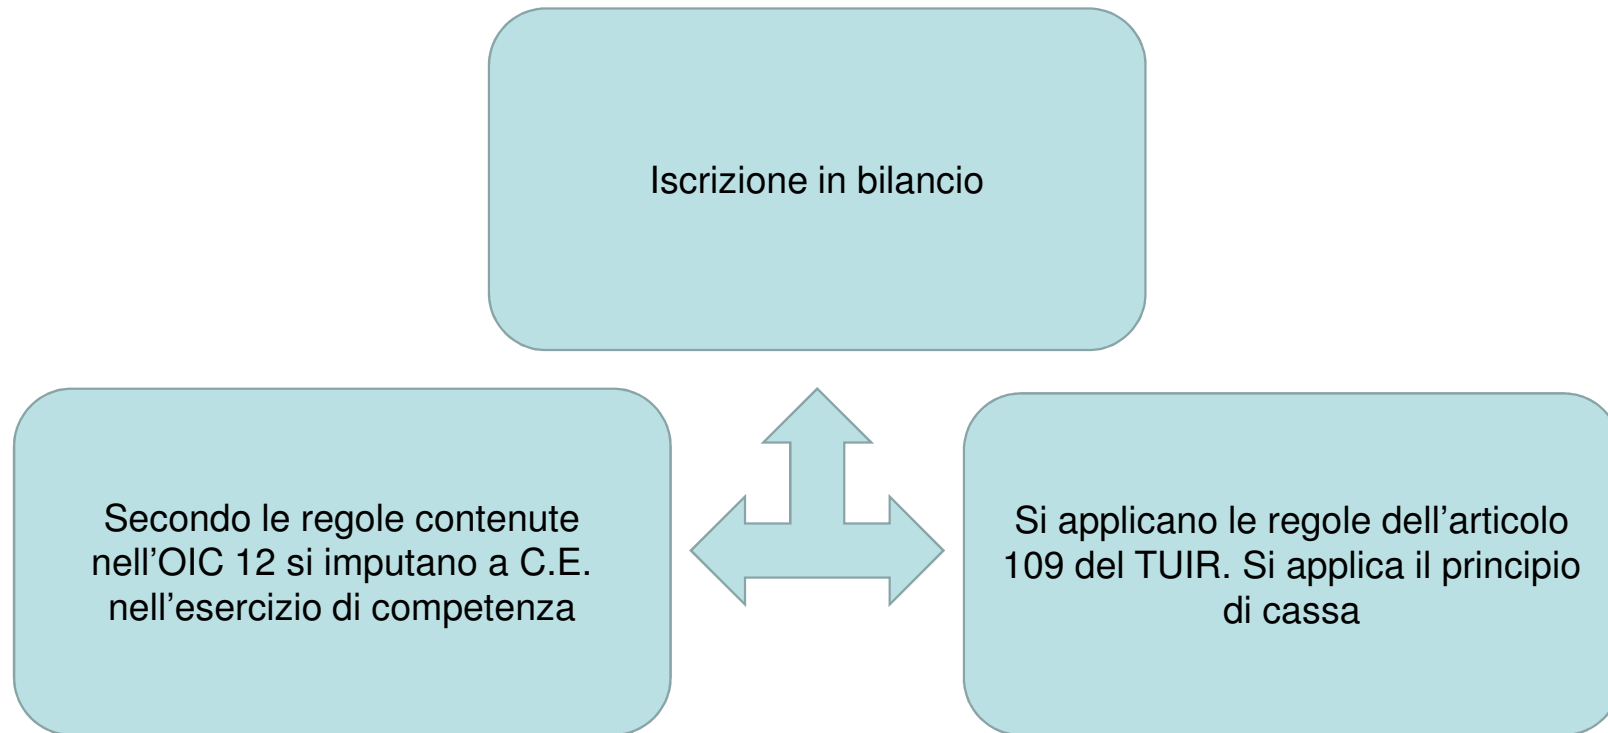 Iscrizione in bilancio
Secondo le regole contenute
nell’OIC 12 si imputano a C.E.
nell’esercizio di competenza
Si applicano le regole dell’articolo
109 del TUIR. Si applica il principio
di cassa